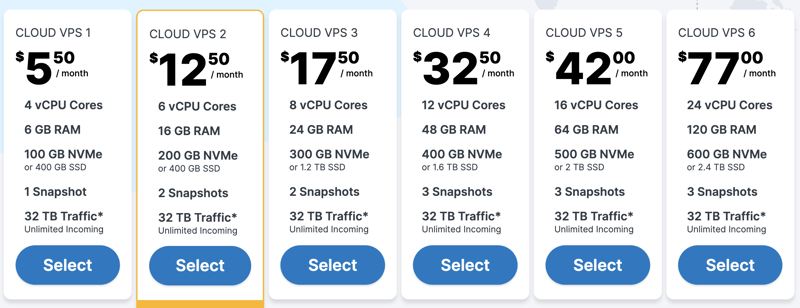 CLOUD VPS 1
$5.50 / month
4 vCPU Cores
6 GB RAM
100 GB NVMe
or 400 GB SSD
1 Snapshot
32 TB Traffic*
Unlimited Incoming
Select
CLOUD VPS 2
$12.50 / month
6 vCPU Cores
16 GB RAM
200 GB NVMe
or 400 GB SSD
2 Snapshots
32 TB Traffic*
Unlimited Incoming
Select
CLOUD VPS 3
$17.50 / month
8 vCPU Cores
24 GB RAM
300 GB NVMe
or 1.2 TB SSD
2 Snapshots
32 TB Traffic*
Unlimited Incoming
Select
CLOUD VPS 4
$32.50 / month
12 vCPU Cores
48 GB RAM
400 GB NVMe
or 1.6 TB SSD
3 Snapshots
32 TB Traffic*
Unlimited Incoming
Select
CLOUD VPS 5
$42.00 / month
16 vCPU Cores
64 GB RAM
500 GB NVMe
or 2 TB SSD
3 Snapshots
32 TB Traffic*
Unlimited Incoming
Select
CLOUD VPS 6
$77.00 / month
24 vCPU Cores
120 GB RAM
600 GB NVMe
or 2.4 TB SSD
3 Snapshots
32 TB Traffic*
Unlimited Incoming
Select